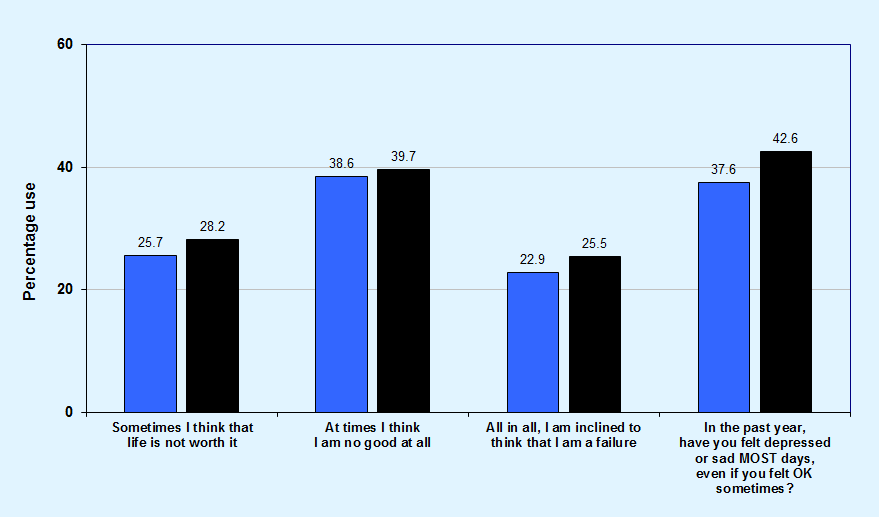 60
40
20
0
Percentage use
25.7
28.2
38.6
39.7
22.9
25.5
37.6
42.6
Sometimes I think that
life is not worth it
At times I think
I am no good at all
All in all, I am inclined to
think that I am a failure
In the past year,
have you felt depressed
or sad MOST days,
even if you felt OK
sometimes?